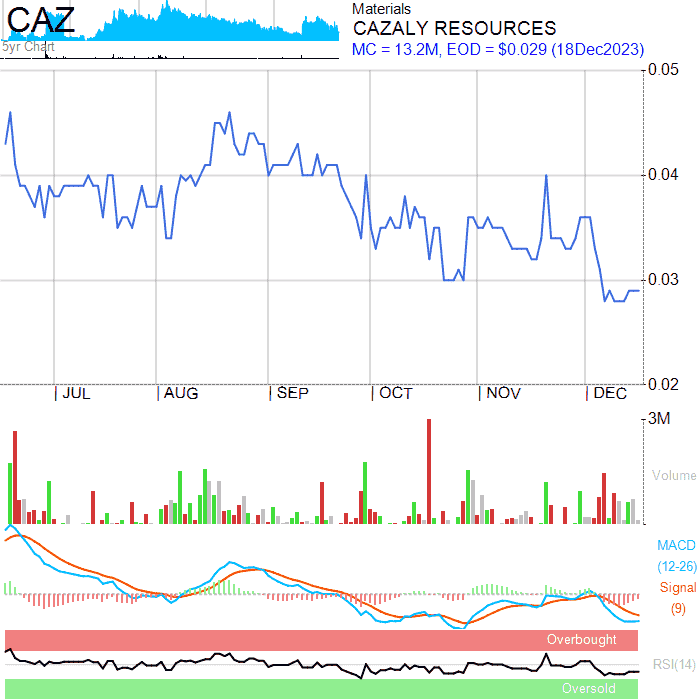 CAZ
5yr Chart
Materials
CAZALY RESOURCES
MC = 13.2M, EOD = $0.029 (18Dec2023)
0.05
0.04
0.03
0.02
JUL AUG SEP OCT NOV DEC
3M
Volume
MACD
(12-26)
Signal
(9)
Overbought
RSI(14)
Oversold